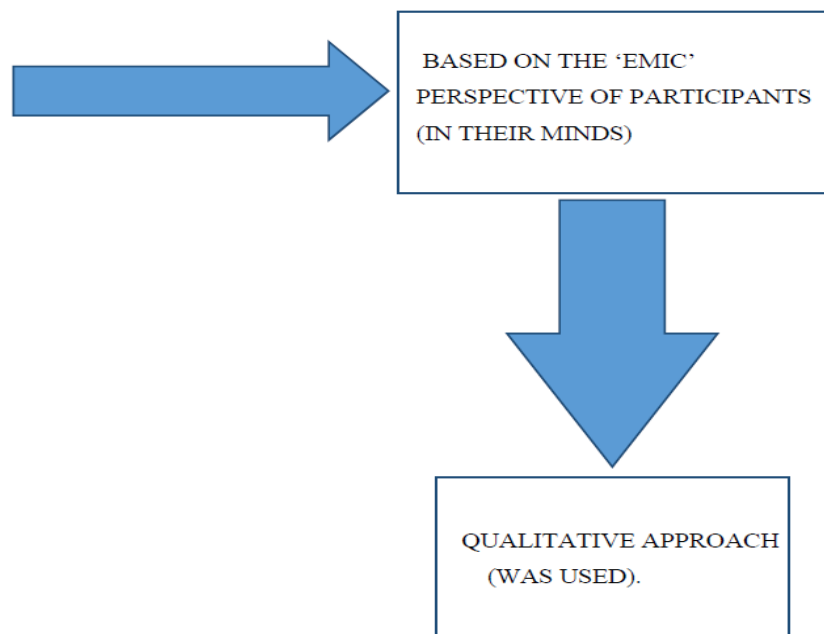 BASED ON THE ‘EMIC’
PERSPECTIVE OF PARTICIPANTS
(IN THEIR MINDS)
QUALITATIVE APPROACH
(WAS USED).